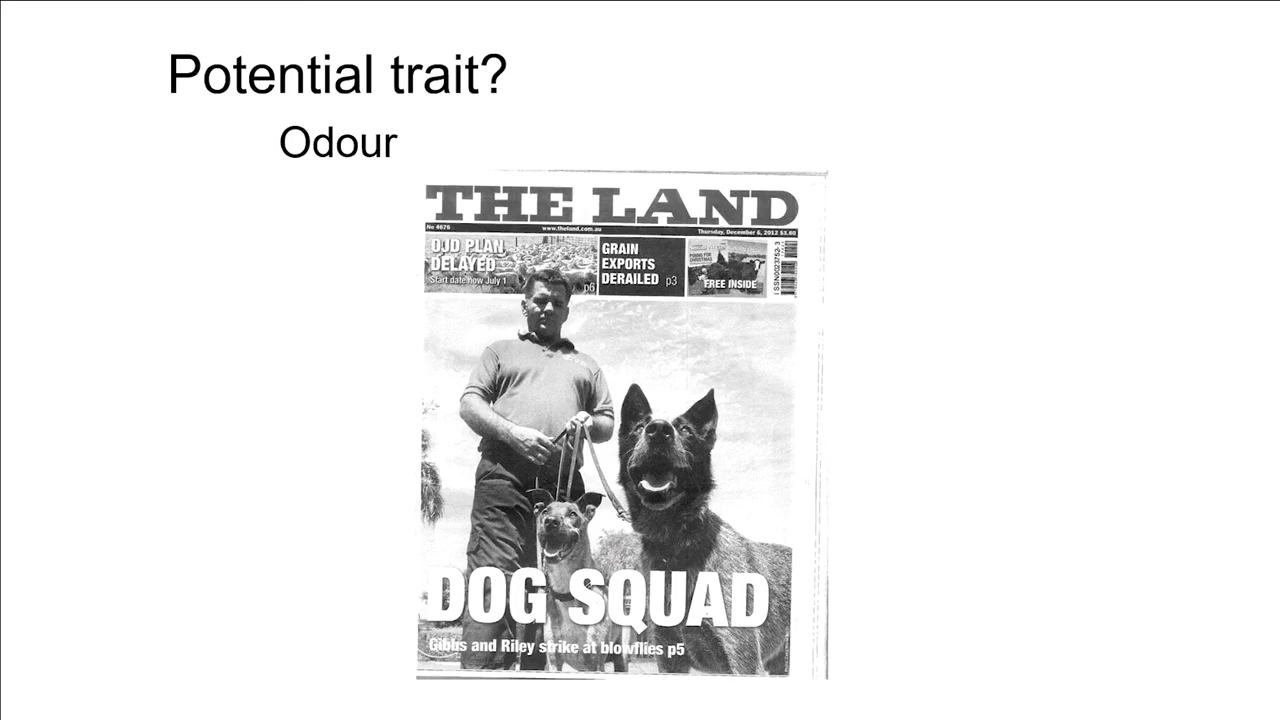 Potential trait?
Odour
THE LAND
No 4676 www.theland.com.au Thursday, December 6, 2012 $3.60
OJD PLAN
DELAYED
Start date now July 1
p6
GRAIN
EXPORTS
DERAILED p3
FREE INSIDE
DOG SQUAD
Gibbs and Riley strike at blowflies p5